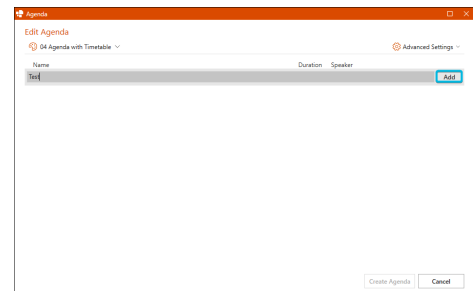 Agenda
Edit Agenda
04 Agenda with Timetable
Advanced Settings
Name Duration Speaker
Test Add
Create Agenda Cancel